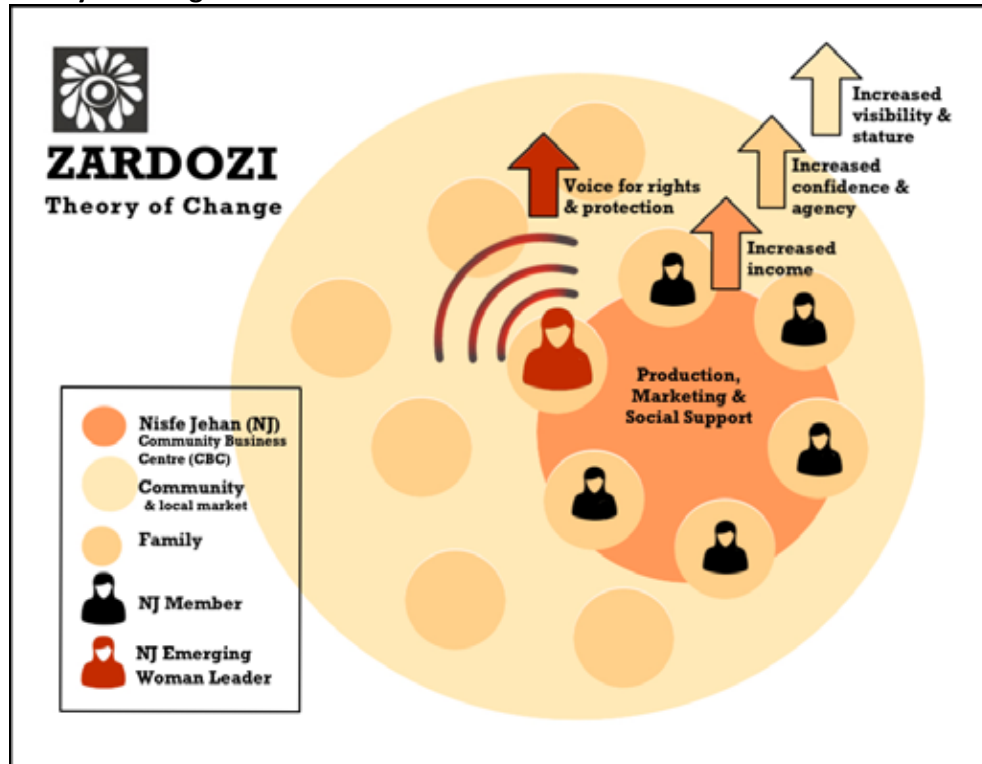 ZARDOZI
Theory of Change
Increased
visibility &
stature
Increased
confidence &
agency
Voice for rights
& protection
Increased
income
Production,
Marketing &
Social Support
Nisfe Jehan (NJ)
Community Business
Centre (CBC)
Community
& local market
Family
NJ Member
NJ Emerging
Woman Leader